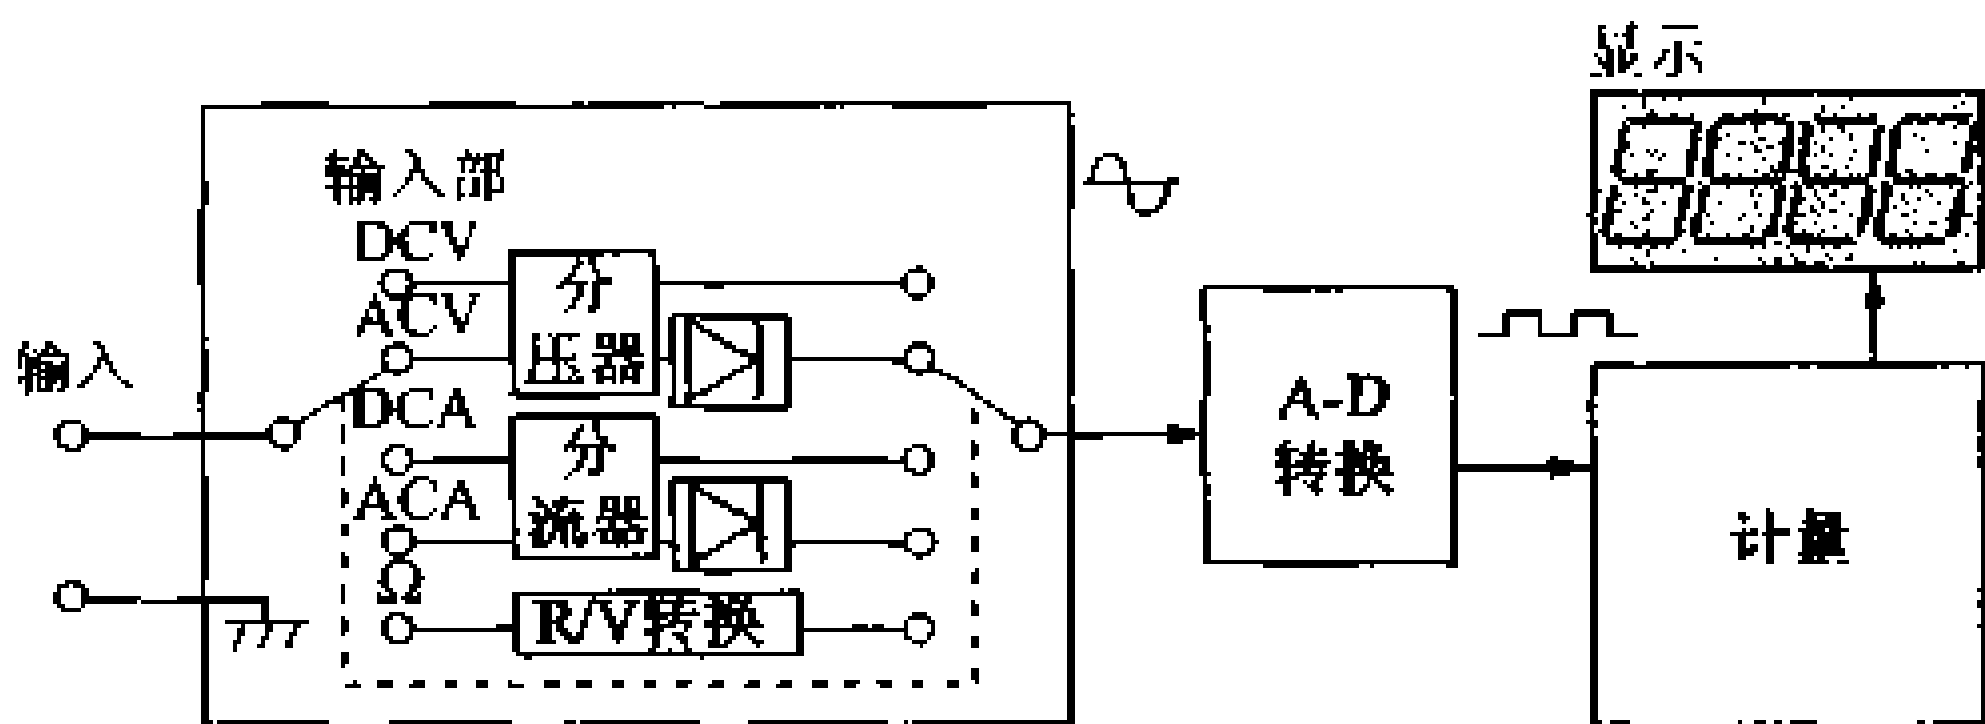 显示
输入部
DCV
ACV
分
压器
输入
DCA
ACA
分
流器
Ω
R/V转换
A-D
转换
计量